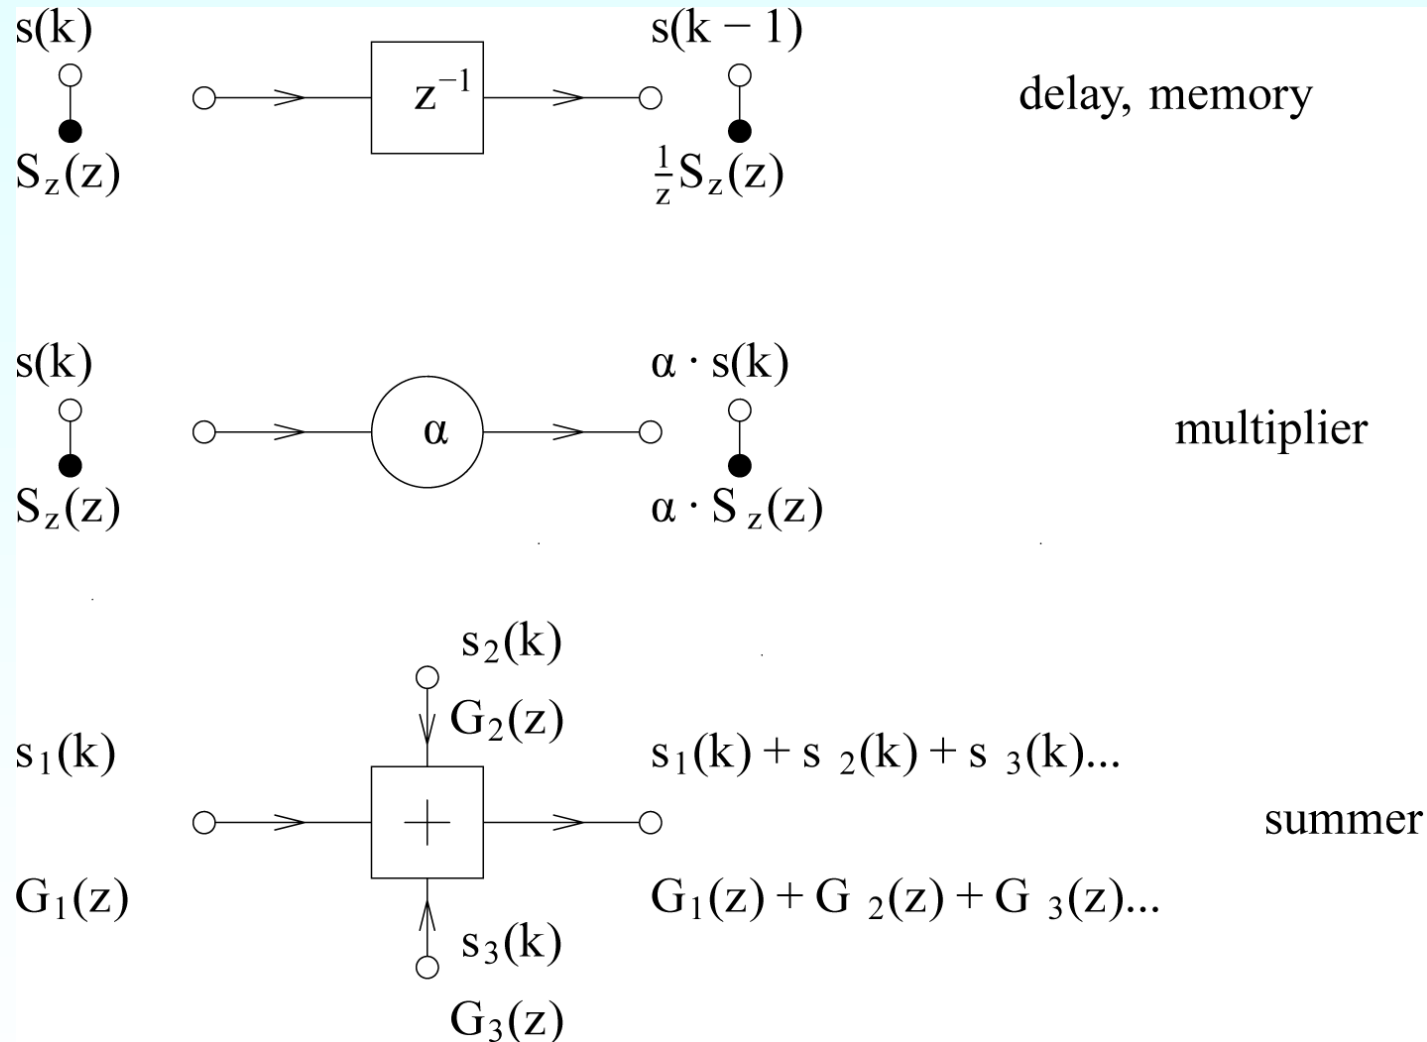 s(k) s(k − 1)
z⁻¹ delay, memory
S_z(z) 1/z S_z(z)
s(k) α · s(k)
α multiplier
S_z(z) α · S_z(z)
s₂(k)
G₂(z)
s₁(k) s₁(k) + s₂(k) + s₃(k)...
+ summer
G₁(z) G₁(z) + G₂(z) + G₃(z)...
s₃(k)
G₃(z)